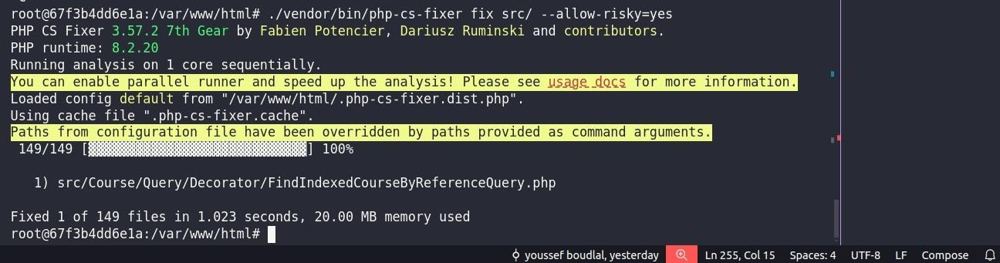 root@67f3b4dd6e1a:/var/www/html# ./vendor/bin/php-cs-fixer fix src/ --allow-risky=yes
PHP CS Fixer 3.57.2 7th Gear by Fabien Potencier, Dariusz Ruminski and contributors.
PHP runtime: 8.2.20
Running analysis on 1 core sequentially.
You can enable parallel runner and speed up the analysis! Please see usage docs for more information.
Loaded config default from "/var/www/html/.php-cs-fixer.dist.php".
Using cache file ".php-cs-fixer.cache".
Paths from configuration file have been overridden by paths provided as command arguments.
149/149 [▓▓▓▓▓▓▓▓▓▓▓▓▓▓▓▓▓▓▓▓▓▓▓▓▓▓▓▓] 100%
1) src/Course/Query/Decorator/FindIndexedCourseByReferenceQuery.php
Fixed 1 of 149 files in 1.023 seconds, 20.00 MB memory used
root@67f3b4dd6e1a:/var/www/html#
youssef boudlal, yesterday Ln 255, Col 15 Spaces: 4 UTF-8 LF Compose